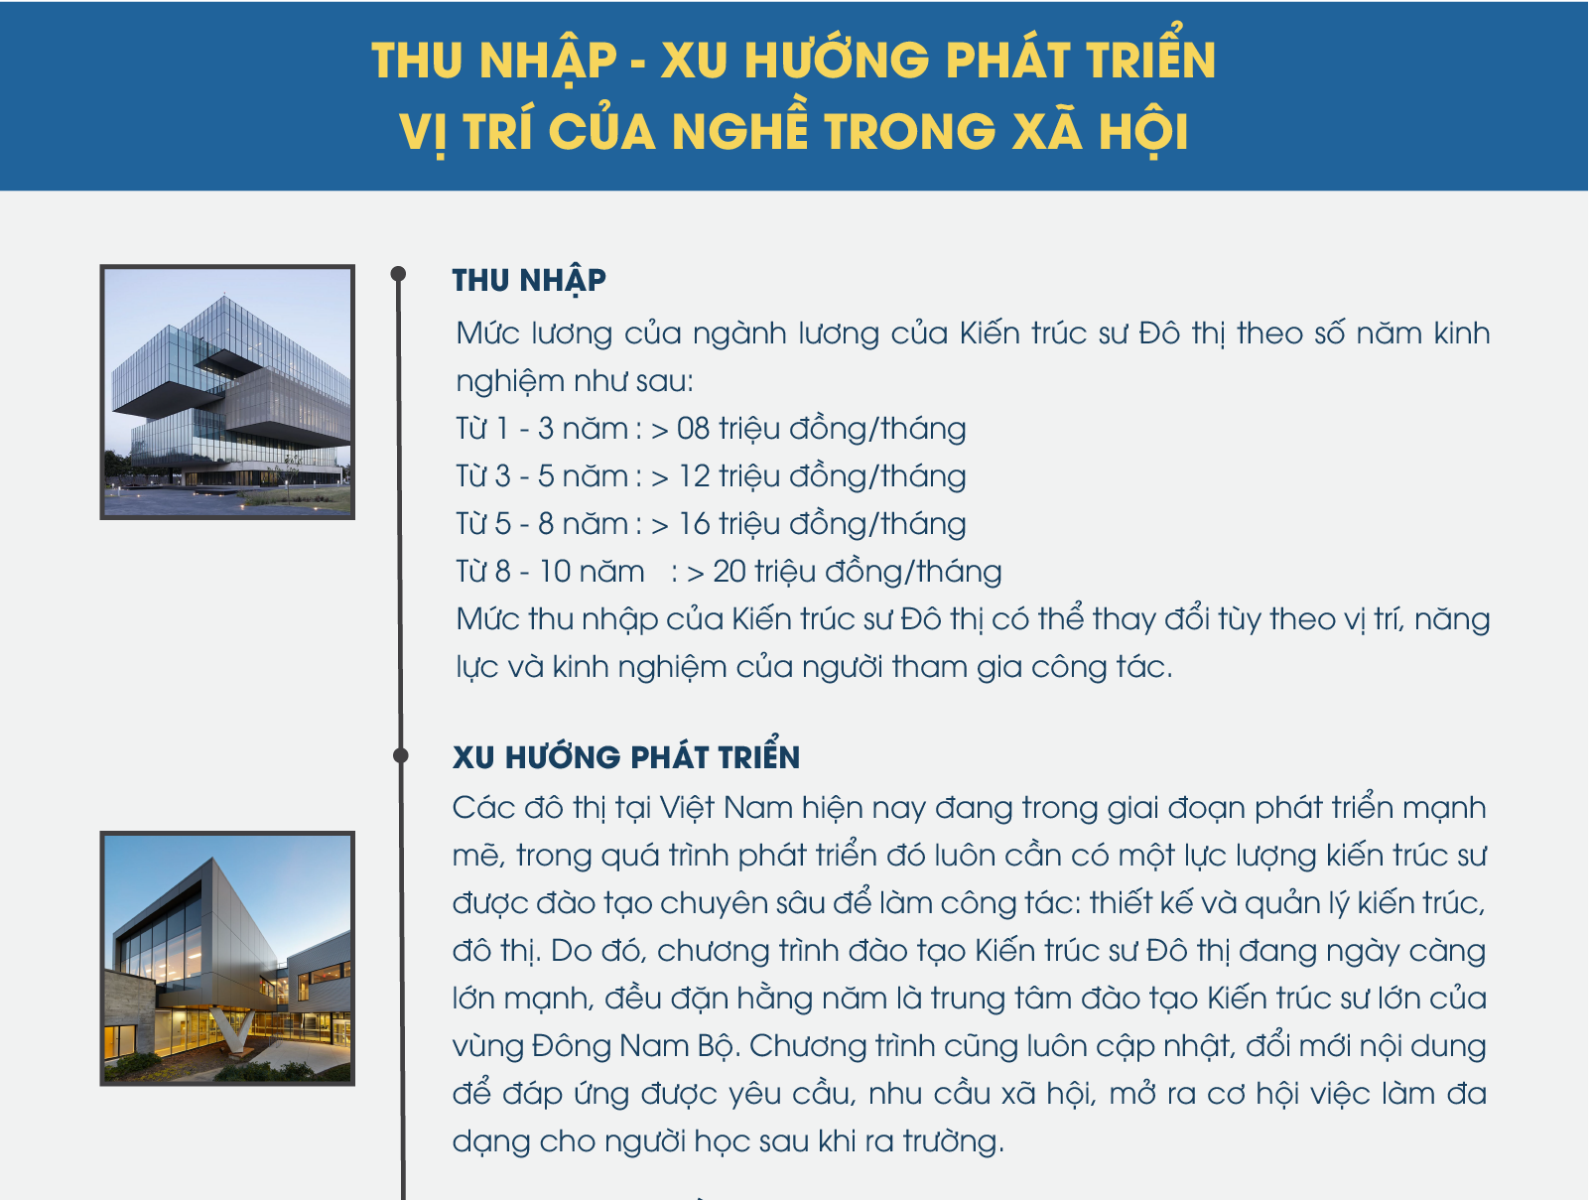 THU NHẬP - XU HƯỚNG PHÁT TRIỂN
VỊ TRÍ CỦA NGHỀ TRONG XÃ HỘI
THU NHẬP
Mức lương của ngành lương của Kiến trúc sư Đô thị theo số năm kinh
nghiệm như sau:
Từ 1 - 3 năm : > 08 triệu đồng/tháng
Từ 3 - 5 năm : > 12 triệu đồng/tháng
Từ 5 - 8 năm : > 16 triệu đồng/tháng
Từ 8 - 10 năm : > 20 triệu đồng/tháng
Mức thu nhập của Kiến trúc sư Đô thị có thể thay đổi tùy theo vị trí, năng
lực và kinh nghiệm của người tham gia công tác.
XU HƯỚNG PHÁT TRIỂN
Các đô thị tại Việt Nam hiện nay đang trong giai đoạn phát triển mạnh
mẽ, trong quá trình phát triển đó luôn cần có một lực lượng kiến trúc sư
được đào tạo chuyên sâu để làm công tác: thiết kế và quản lý kiến trúc,
đô thị. Do đó, chương trình đào tạo Kiến trúc sư Đô thị đang ngày càng
lớn mạnh, đều đặn hằng năm là trung tâm đào tạo Kiến trúc sư lớn của
vùng Đông Nam Bộ. Chương trình cũng luôn cập nhật, đổi mới nội dung
để đáp ứng được yêu cầu, nhu cầu xã hội, mở ra cơ hội việc làm đa
dạng cho người học sau khi ra trường.